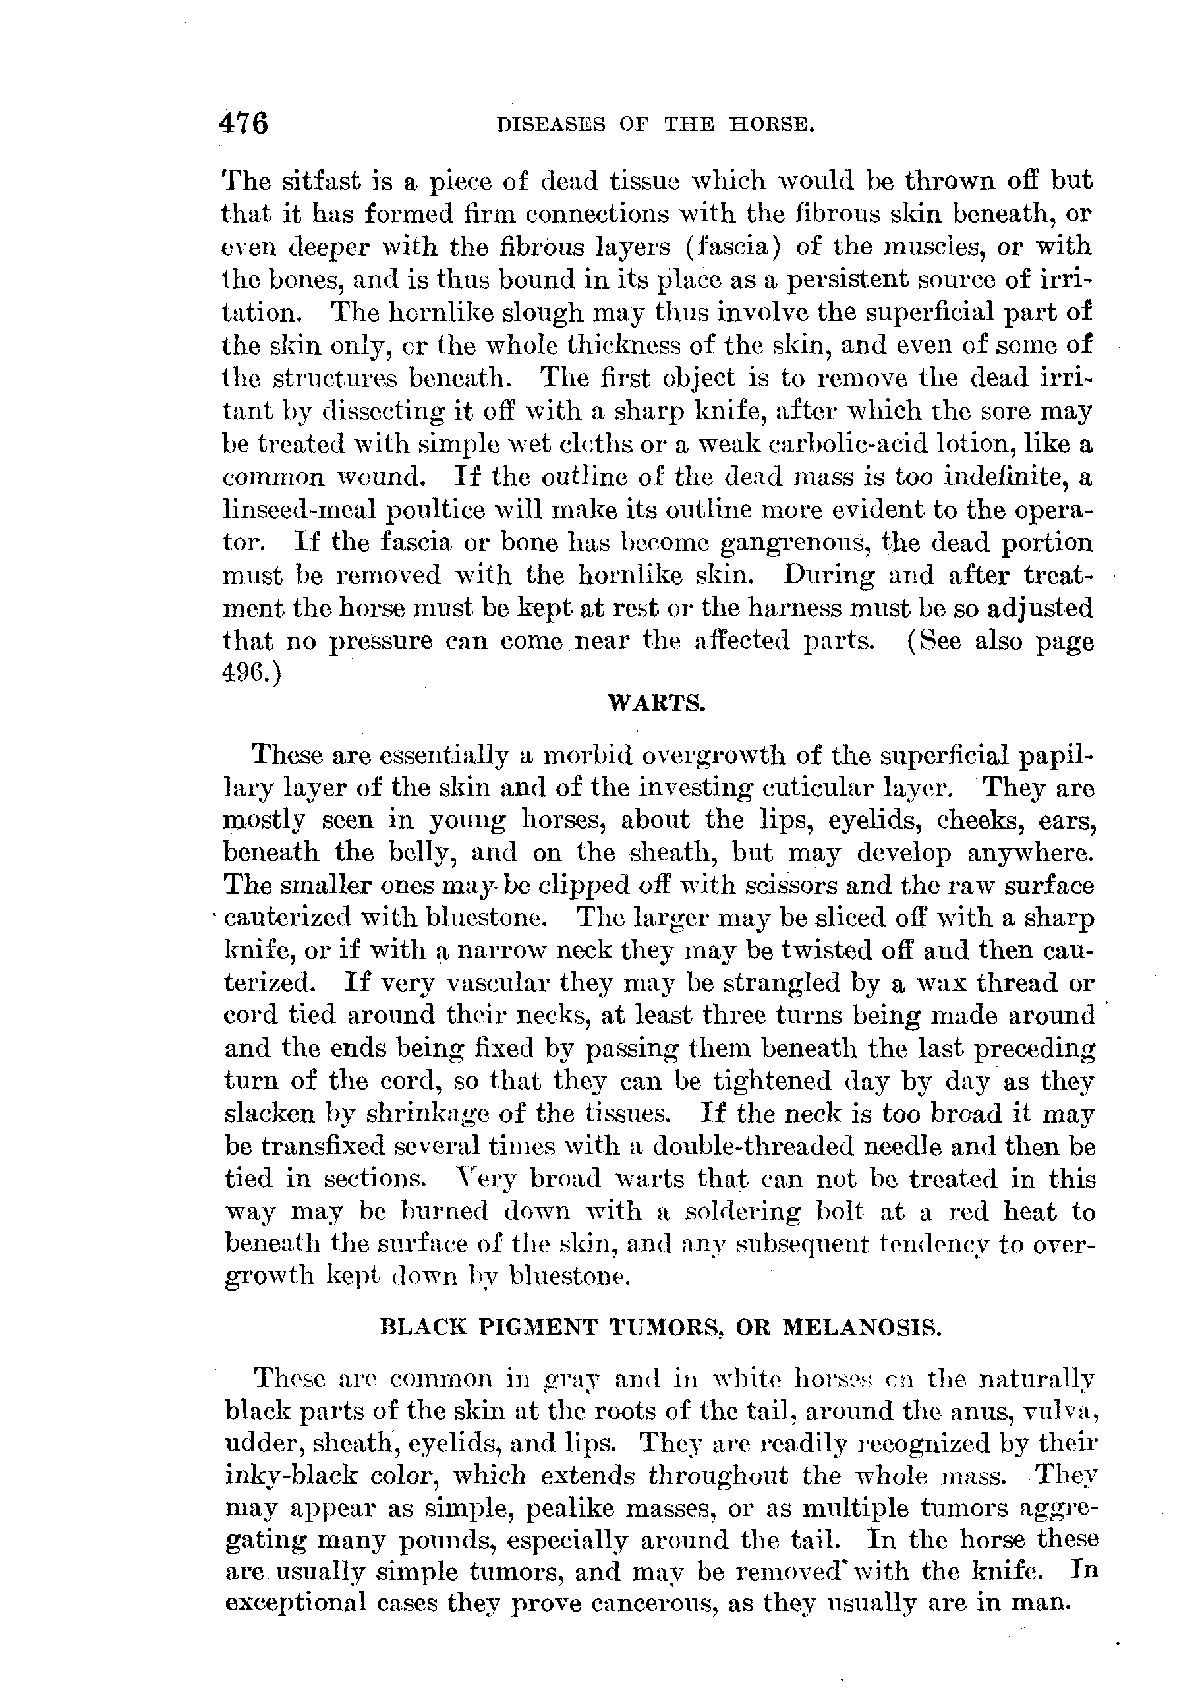 476 DISEASES OF THE HORSE.
The sitfast is a piece of dead tissue which would be thrown off but
that it has formed firm connections with the fibrous skin beneath, or
even deeper with the fibrous layers (fascia) of the muscles, or with
the bones, and is thus bound in its place as a persistent source of irri-
tation. The hornlike slough may thus involve the superficial part of
the skin only, or the whole thickness of the skin, and even of some of
the structures beneath. The first object is to remove the dead irri-
tant by dissecting it off with a sharp knife, after which the sore may
be treated with simple wet cloths or a weak carbolic-acid lotion, like a
common wound. If the outline of the dead mass is too indefinite, a
linseed-meal poultice will make its outline more evident to the opera-
tor. If the fascia or bone has become gangrenous, the dead portion
must be removed with the hornlike skin. During and after treat-
ment the horse must be kept at rest or the harness must be so adjusted
that no pressure can come near the affected parts. (See also page
496.)
WARTS.
These are essentially a morbid overgrowth of the superficial papil-
lary layer of the skin and of the investing cuticular layer. They are
mostly seen in young horses, about the lips, eyelids, cheeks, ears,
beneath the belly, and on the sheath, but may develop anywhere.
The smaller ones may be clipped off with scissors and the raw surface
cauterized with bluestone. The larger may be sliced off with a sharp
knife, or if with a narrow neck they may be twisted off and then cau-
terized. If very vascular they may be strangled by a wax thread or
cord tied around their necks, at least three turns being made around
and the ends being fixed by passing them beneath the last preceding
turn of the cord, so that they can be tightened day by day as they
slacken by shrinkage of the tissues. If the neck is too broad it may
be transfixed several times with a double-threaded needle and then be
tied in sections. Very broad warts that can not be treated in this
way may be burned down with a soldering bolt at a red heat to
beneath the surface of the skin, and any subsequent tendency to over-
growth kept down by bluestone.
BLACK PIGMENT TUMORS, OR MELANOSIS.
These are common in gray and in white horses on the naturally
black parts of the skin at the roots of the tail, around the anus, vulva,
udder, sheath, eyelids, and lips. They are readily recognized by their
inky-black color, which extends throughout the whole mass. They
may appear as simple, pealike masses, or as multiple tumors aggre-
gating many pounds, especially around the tail. In the horse these
are usually simple tumors, and may be removed with the knife. In
exceptional cases they prove cancerous, as they usually are in man.